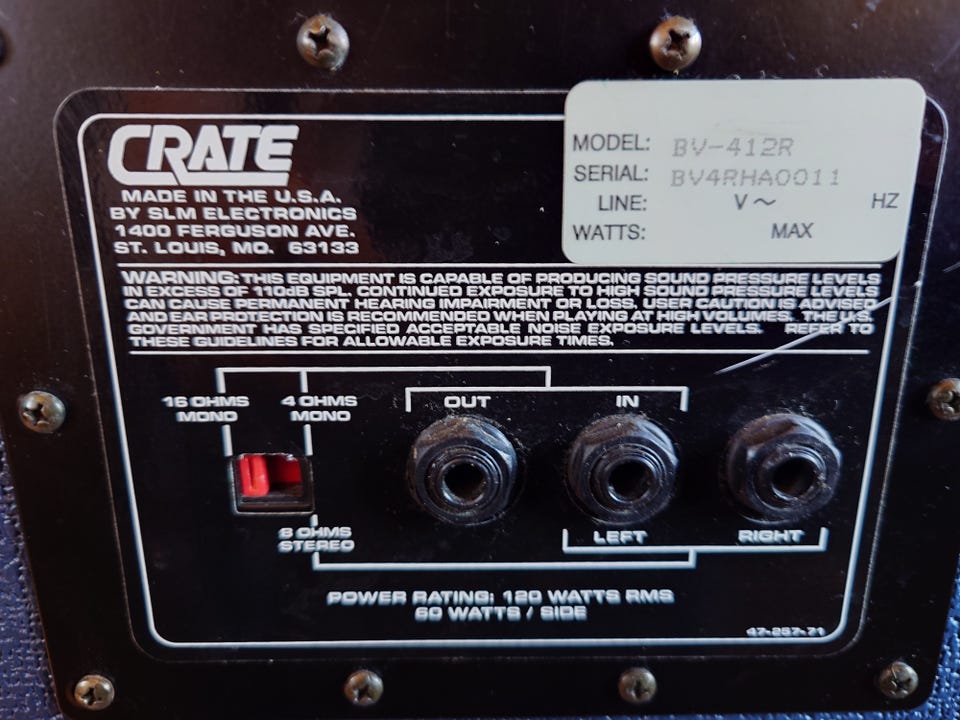 CRATE
MADE IN THE U.S.A.
BY SLM ELECTRONICS
1400 FERGUSON AVE.
ST. LOUIS, MO. 63133
MODEL: BV-412R
SERIAL: BV4RHA0011
LINE: V~ HZ
WATTS: MAX
WARNING: THIS EQUIPMENT IS CAPABLE OF PRODUCING SOUND PRESSURE LEVELS
IN EXCESS OF 110dB SPL. CONTINUED EXPOSURE TO HIGH SOUND PRESSURE LEVELS
CAN CAUSE PERMANENT HEARING IMPAIRMENT OR LOSS. USER CAUTION IS ADVISED
AND EAR PROTECTION IS RECOMMENDED WHEN PLAYING AT HIGH VOLUMES. THE U.S.
GOVERNMENT HAS SPECIFIED ACCEPTABLE NOISE EXPOSURE LEVELS. REFER TO
THESE GUIDELINES FOR ALLOWABLE EXPOSURE TIMES.
16 OHMS
MONO
4 OHMS
MONO
OUT
IN
8 OHMS
STEREO
LEFT
RIGHT
POWER RATING: 120 WATTS RMS
60 WATTS / SIDE
47-257-71